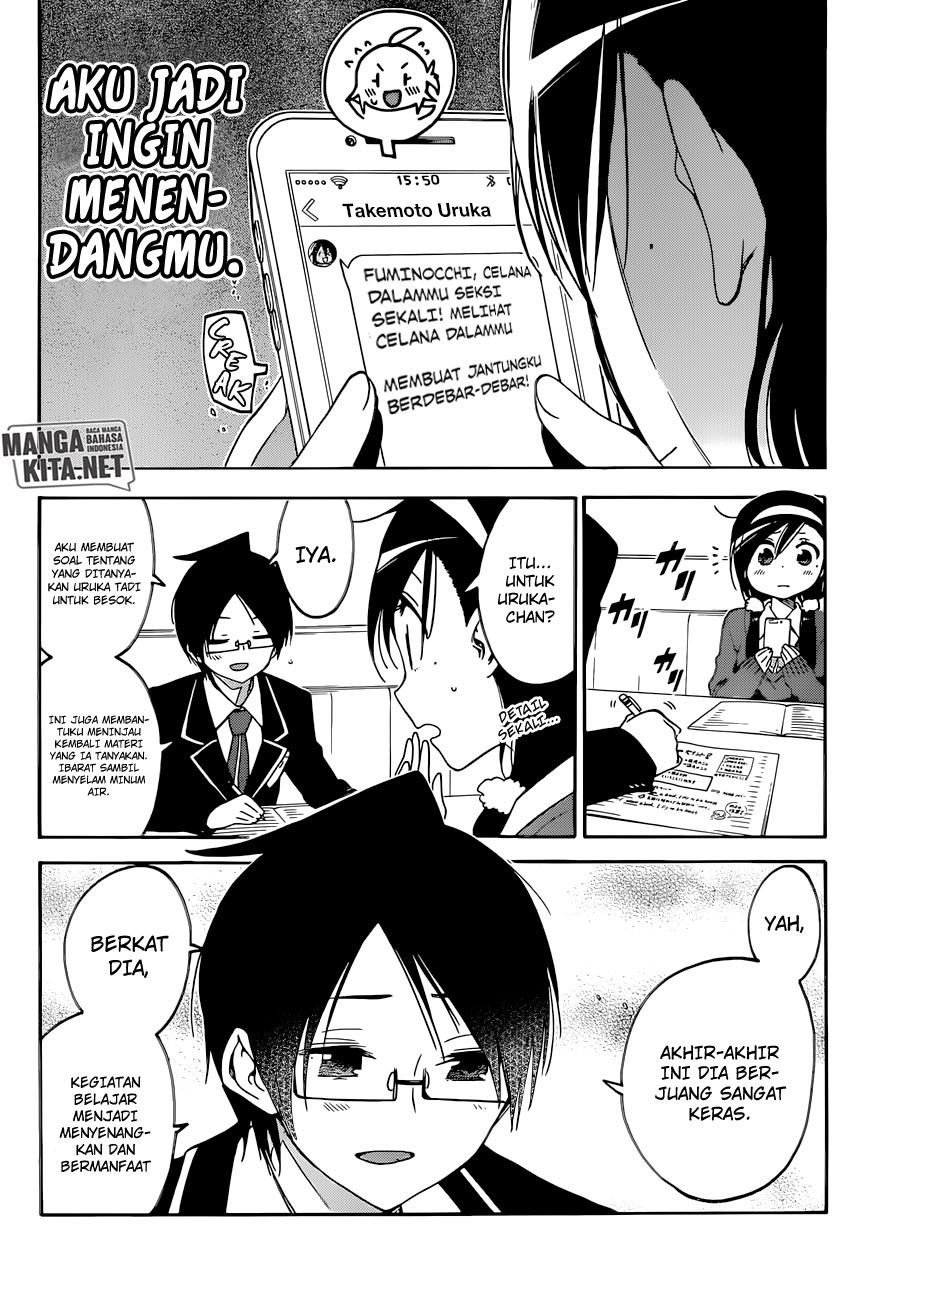 AKU JADI
INGIN
MENEN-
DANGMU.
15:50
Takemoto Uruka
FUMINOCCHI, CELANA
DALAMMU SEKSI
SEKALI! MELIHAT
CELANA DALAMMU
MEMBUAT JANTUNGKU
BERDEBAR-DEBAR!
CREAK
MANGA
KITA.NET
BACA MANGA
BAHASA
INDONESIA
ITU...
UNTUK
URUKA-
CHAN?
DETAIL
SEKALI....
IYA.
AKU MEMBUAT
SOAL TENTANG
YANG DITANYA-
KAN URUKA TADI
UNTUK BESOK.
INI JUGA MEMBAN-
TUKU MENINJAU
KEMBALI MATERI
YANG IA TANYAKAN.
IBARAT SAMBIL
MENYELAM MINUM
AIR.
YAH,
AKHIR-AKHIR
INI DIA BER-
JUANG SANGAT
KERAS.
BERKAT
DIA,
KEGIATAN
BELAJAR
MENJADI
MENYENANG-
KAN DAN
BERMANFAAT